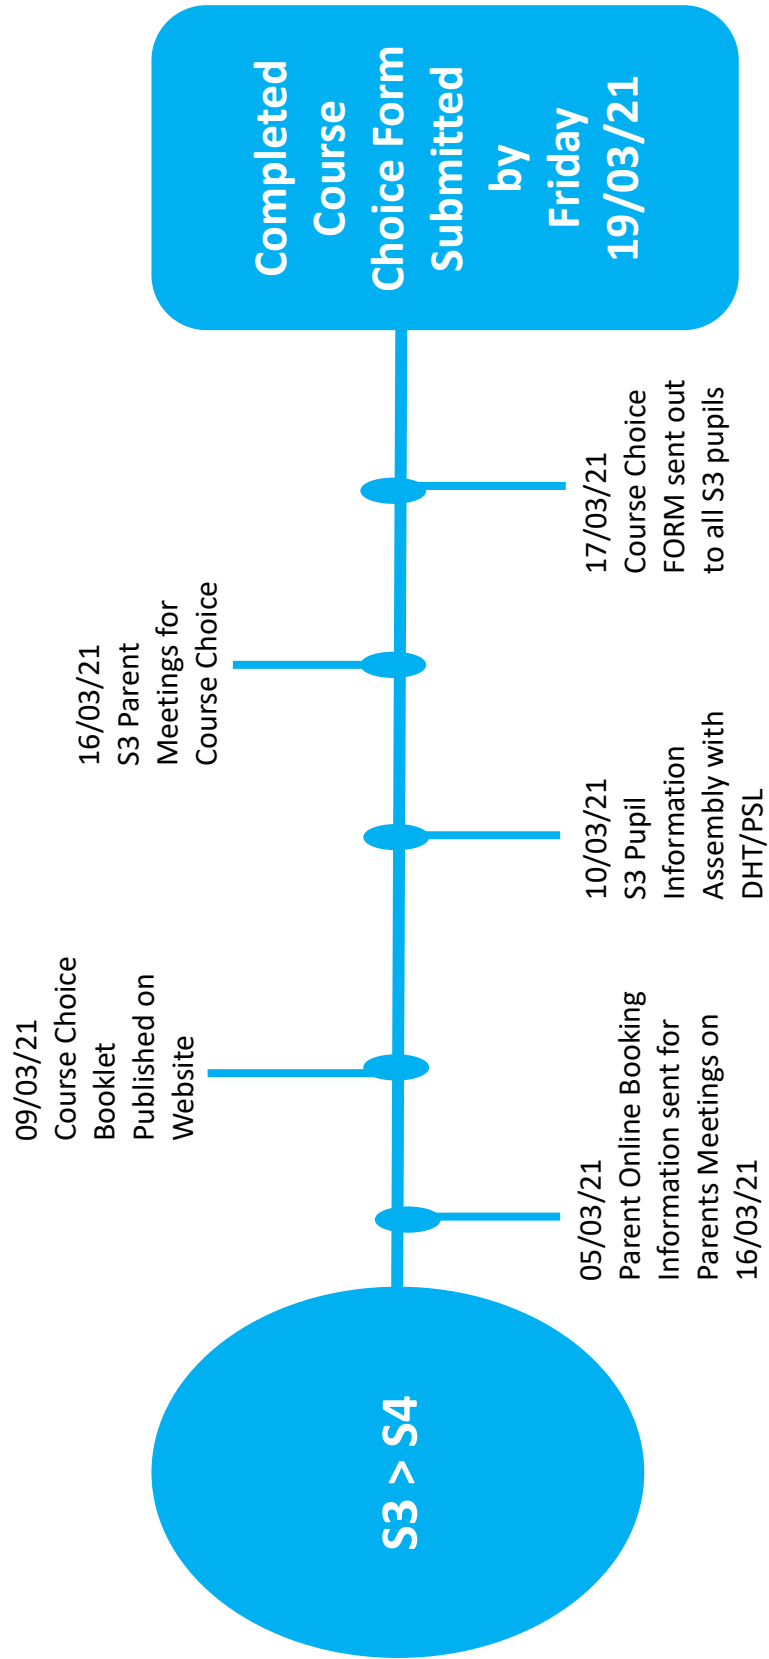 S3 > S4
05/03/21
Parent Online Booking
Information sent for
Parents Meetings on
16/03/21
09/03/21
Course Choice
Booklet
Published on
Website
10/03/21
S3 Pupil
Information
Assembly with
DHT/PSL
16/03/21
S3 Parent
Meetings for
Course Choice
17/03/21
Course Choice
FORM sent out
to all S3 pupils
Completed
Course
Choice Form
Submitted
by
Friday
19/03/21